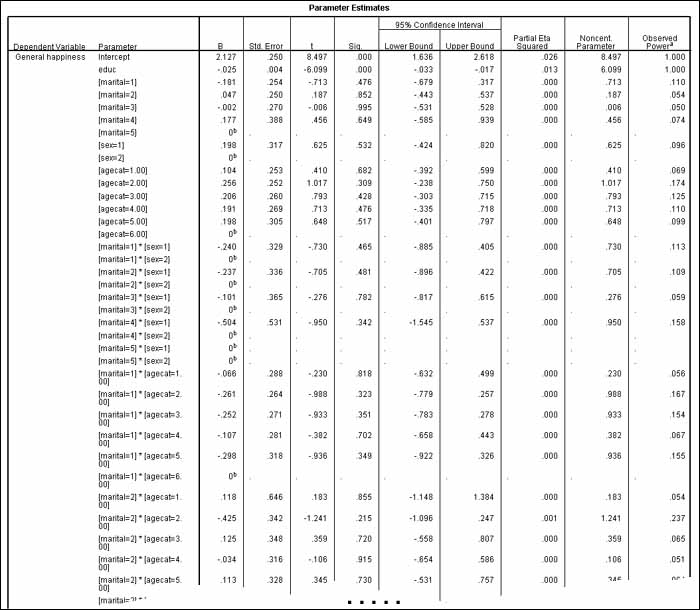 Parameter Estimates
95% Confidence Interval
Dependent Variable Parameter B Std. Error t Sig. Lower Bound Upper Bound Partial Eta Squared Noncent. Parameter Observed Power^a
General happiness Intercept 2.127 .250 8.497 .000 1.636 2.618 .026 8.497 1.000
educ -.025 .004 -6.099 .000 -.033 -.017 .013 6.099 1.000
[marital=1] -.181 .254 -.713 .476 -.679 .317 .000 .713 .110
[marital=2] .047 .250 .187 .852 -.443 .537 .000 .187 .054
[marital=3] -.002 .270 -.006 .995 -.531 .528 .000 .006 .050
[marital=4] .177 .388 .456 .649 -.585 .939 .000 .456 .074
[marital=5] 0^b . . . . . . . .
[sex=1] .198 .317 .625 .532 -.424 .820 .000 .625 .096
[sex=2] 0^b . . . . . . . .
[agecat=1.00] .104 .253 .410 .682 -.392 .599 .000 .410 .069
[agecat=2.00] .256 .252 1.017 .309 -.238 .750 .000 1.017 .174
[agecat=3.00] .206 .260 .793 .428 -.303 .715 .000 .793 .125
[agecat=4.00] .191 .269 .713 .476 -.335 .718 .000 .713 .110
[agecat=5.00] .198 .305 .648 .517 -.401 .797 .000 .648 .099
[agecat=6.00] 0^b . . . . . . . .
[marital=1] * [sex=1] -.240 .329 -.730 .465 -.885 .405 .000 .730 .113
[marital=1] * [sex=2] 0^b . . . . . . . .
[marital=2] * [sex=1] -.237 .336 -.705 .481 -.896 .422 .000 .705 .109
[marital=2] * [sex=2] 0^b . . . . . . . .
[marital=3] * [sex=1] -.101 .365 -.276 .782 -.817 .615 .000 .276 .059
[marital=3] * [sex=2] 0^b . . . . . . . .
[marital=4] * [sex=1] -.504 .531 -.950 .342 -1.545 .537 .000 .950 .158
[marital=4] * [sex=2] 0^b . . . . . . . .
[marital=5] * [sex=1] 0^b . . . . . . . .
[marital=5] * [sex=2] 0^b . . . . . . . .
[marital=1] * [agecat=1. -.066 .288 -.230 .818 -.632 .499 .000 .230 .056
00]
[marital=1] * [agecat=2. -.261 .264 -.988 .323 -.779 .257 .000 .988 .167
00]
[marital=1] * [agecat=3. -.252 .271 -.933 .351 -.783 .278 .000 .933 .154
00]
[marital=1] * [agecat=4. -.107 .281 -.382 .702 -.658 .443 .000 .382 .067
00]
[marital=1] * [agecat=5. -.298 .318 -.936 .349 -.922 .326 .000 .936 .155
00]
[marital=1] * [agecat=6. 0^b . . . . . . . .
00]
[marital=2] * [agecat=1. .118 .646 .183 .855 -1.148 1.384 .000 .183 .054
00]
[marital=2] * [agecat=2. -.425 .342 -1.241 .215 -1.096 .247 .001 1.241 .237
00]
[marital=2] * [agecat=3. .125 .348 .359 .720 -.558 .807 .000 .359 .065
00]
[marital=2] * [agecat=4. -.034 .316 -.106 .915 -.654 .586 .000 .106 .051
00]
[marital=2] * [agecat=5. .113 .328 .345 .730 -.531 .757 .000
00]
. . . . .